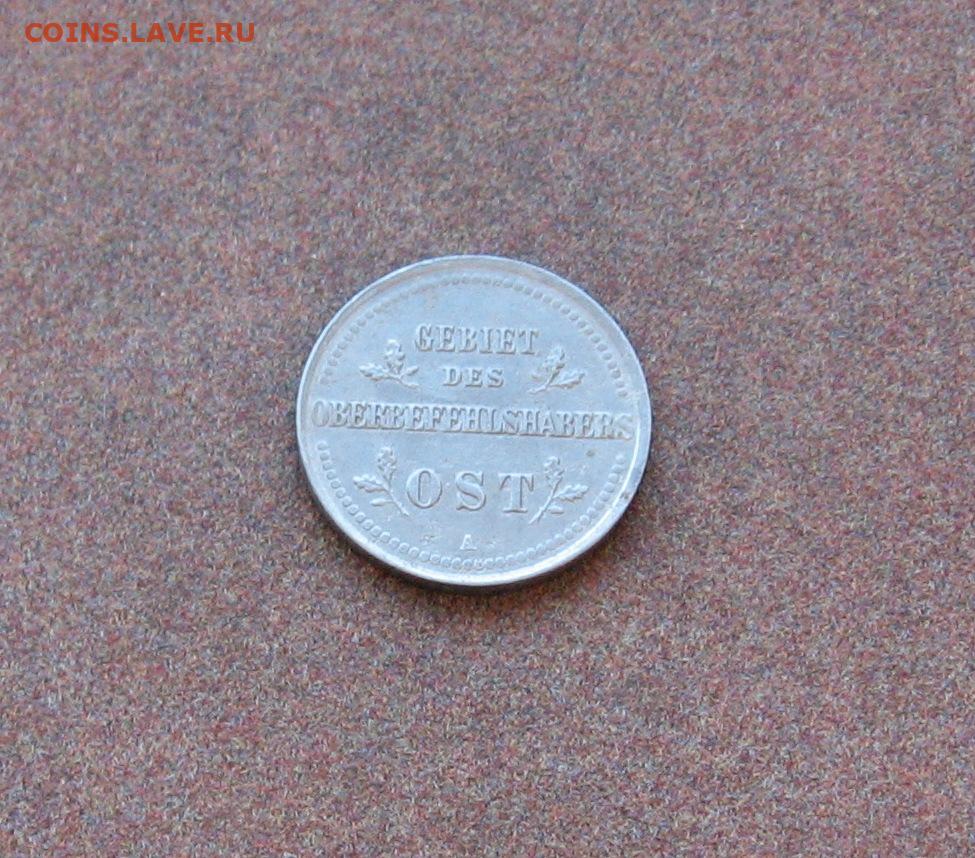 COINS.LAVE.RU
GEBIET
DES
OBERBEFEHLSHABERS
OST
A